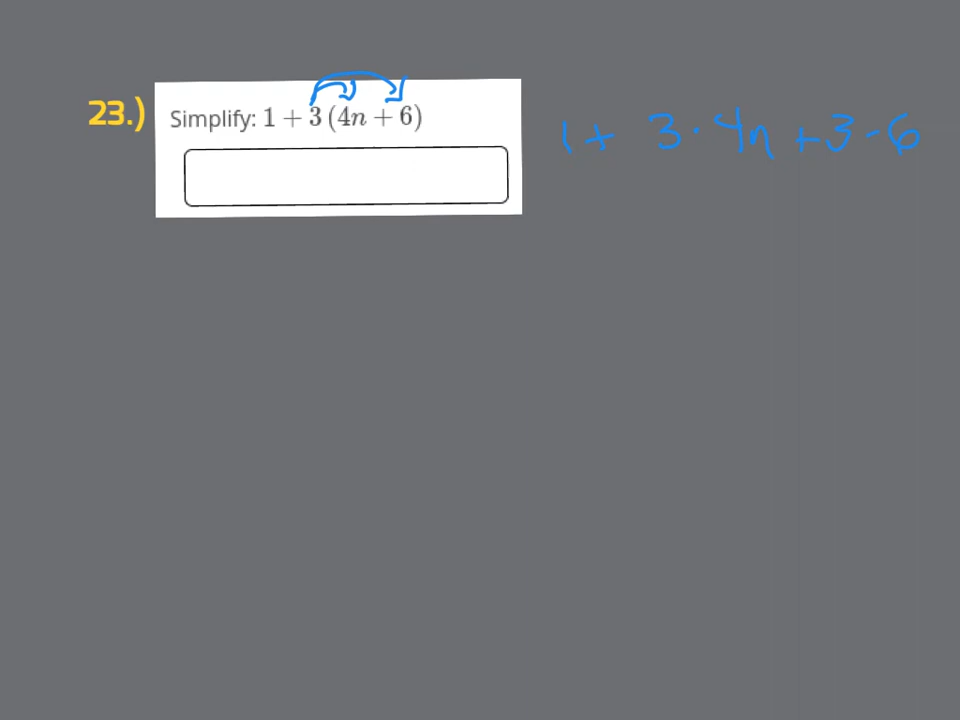 23.) Simplify: 1 + 3 (4n + 6)
1 + 3 · 4n + 3 - 6